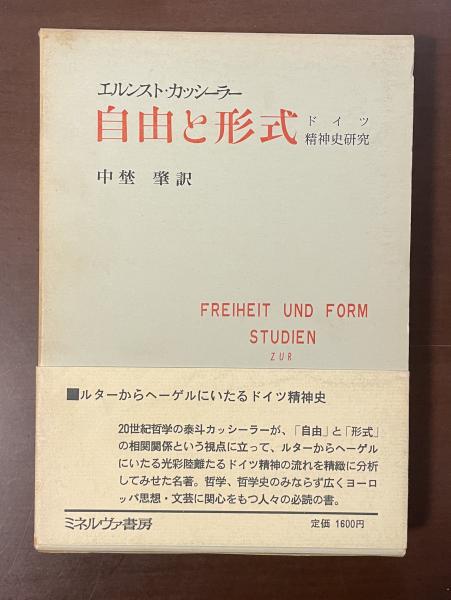 エルンスト・カッシーラー
自由と形式
ドイツ
精神史研究
中埜 肇 訳
FREIHEIT UND FORM
STUDIEN
ZUR
■ルターからヘーゲルにいたるドイツ精神史
20世紀哲学の泰斗カッシーラーが、「自由」と「形式」
の相関関係という視点に立って、ルターからヘーゲル
にいたる光彩陸離たるドイツ精神の流れを精緻に分析
してみせた名著。哲学、哲学史のみならず広くヨーロ
ッパ思想・文芸に関心をもつ人々の必読の書。
ミネルヴァ書房
定価 1600円